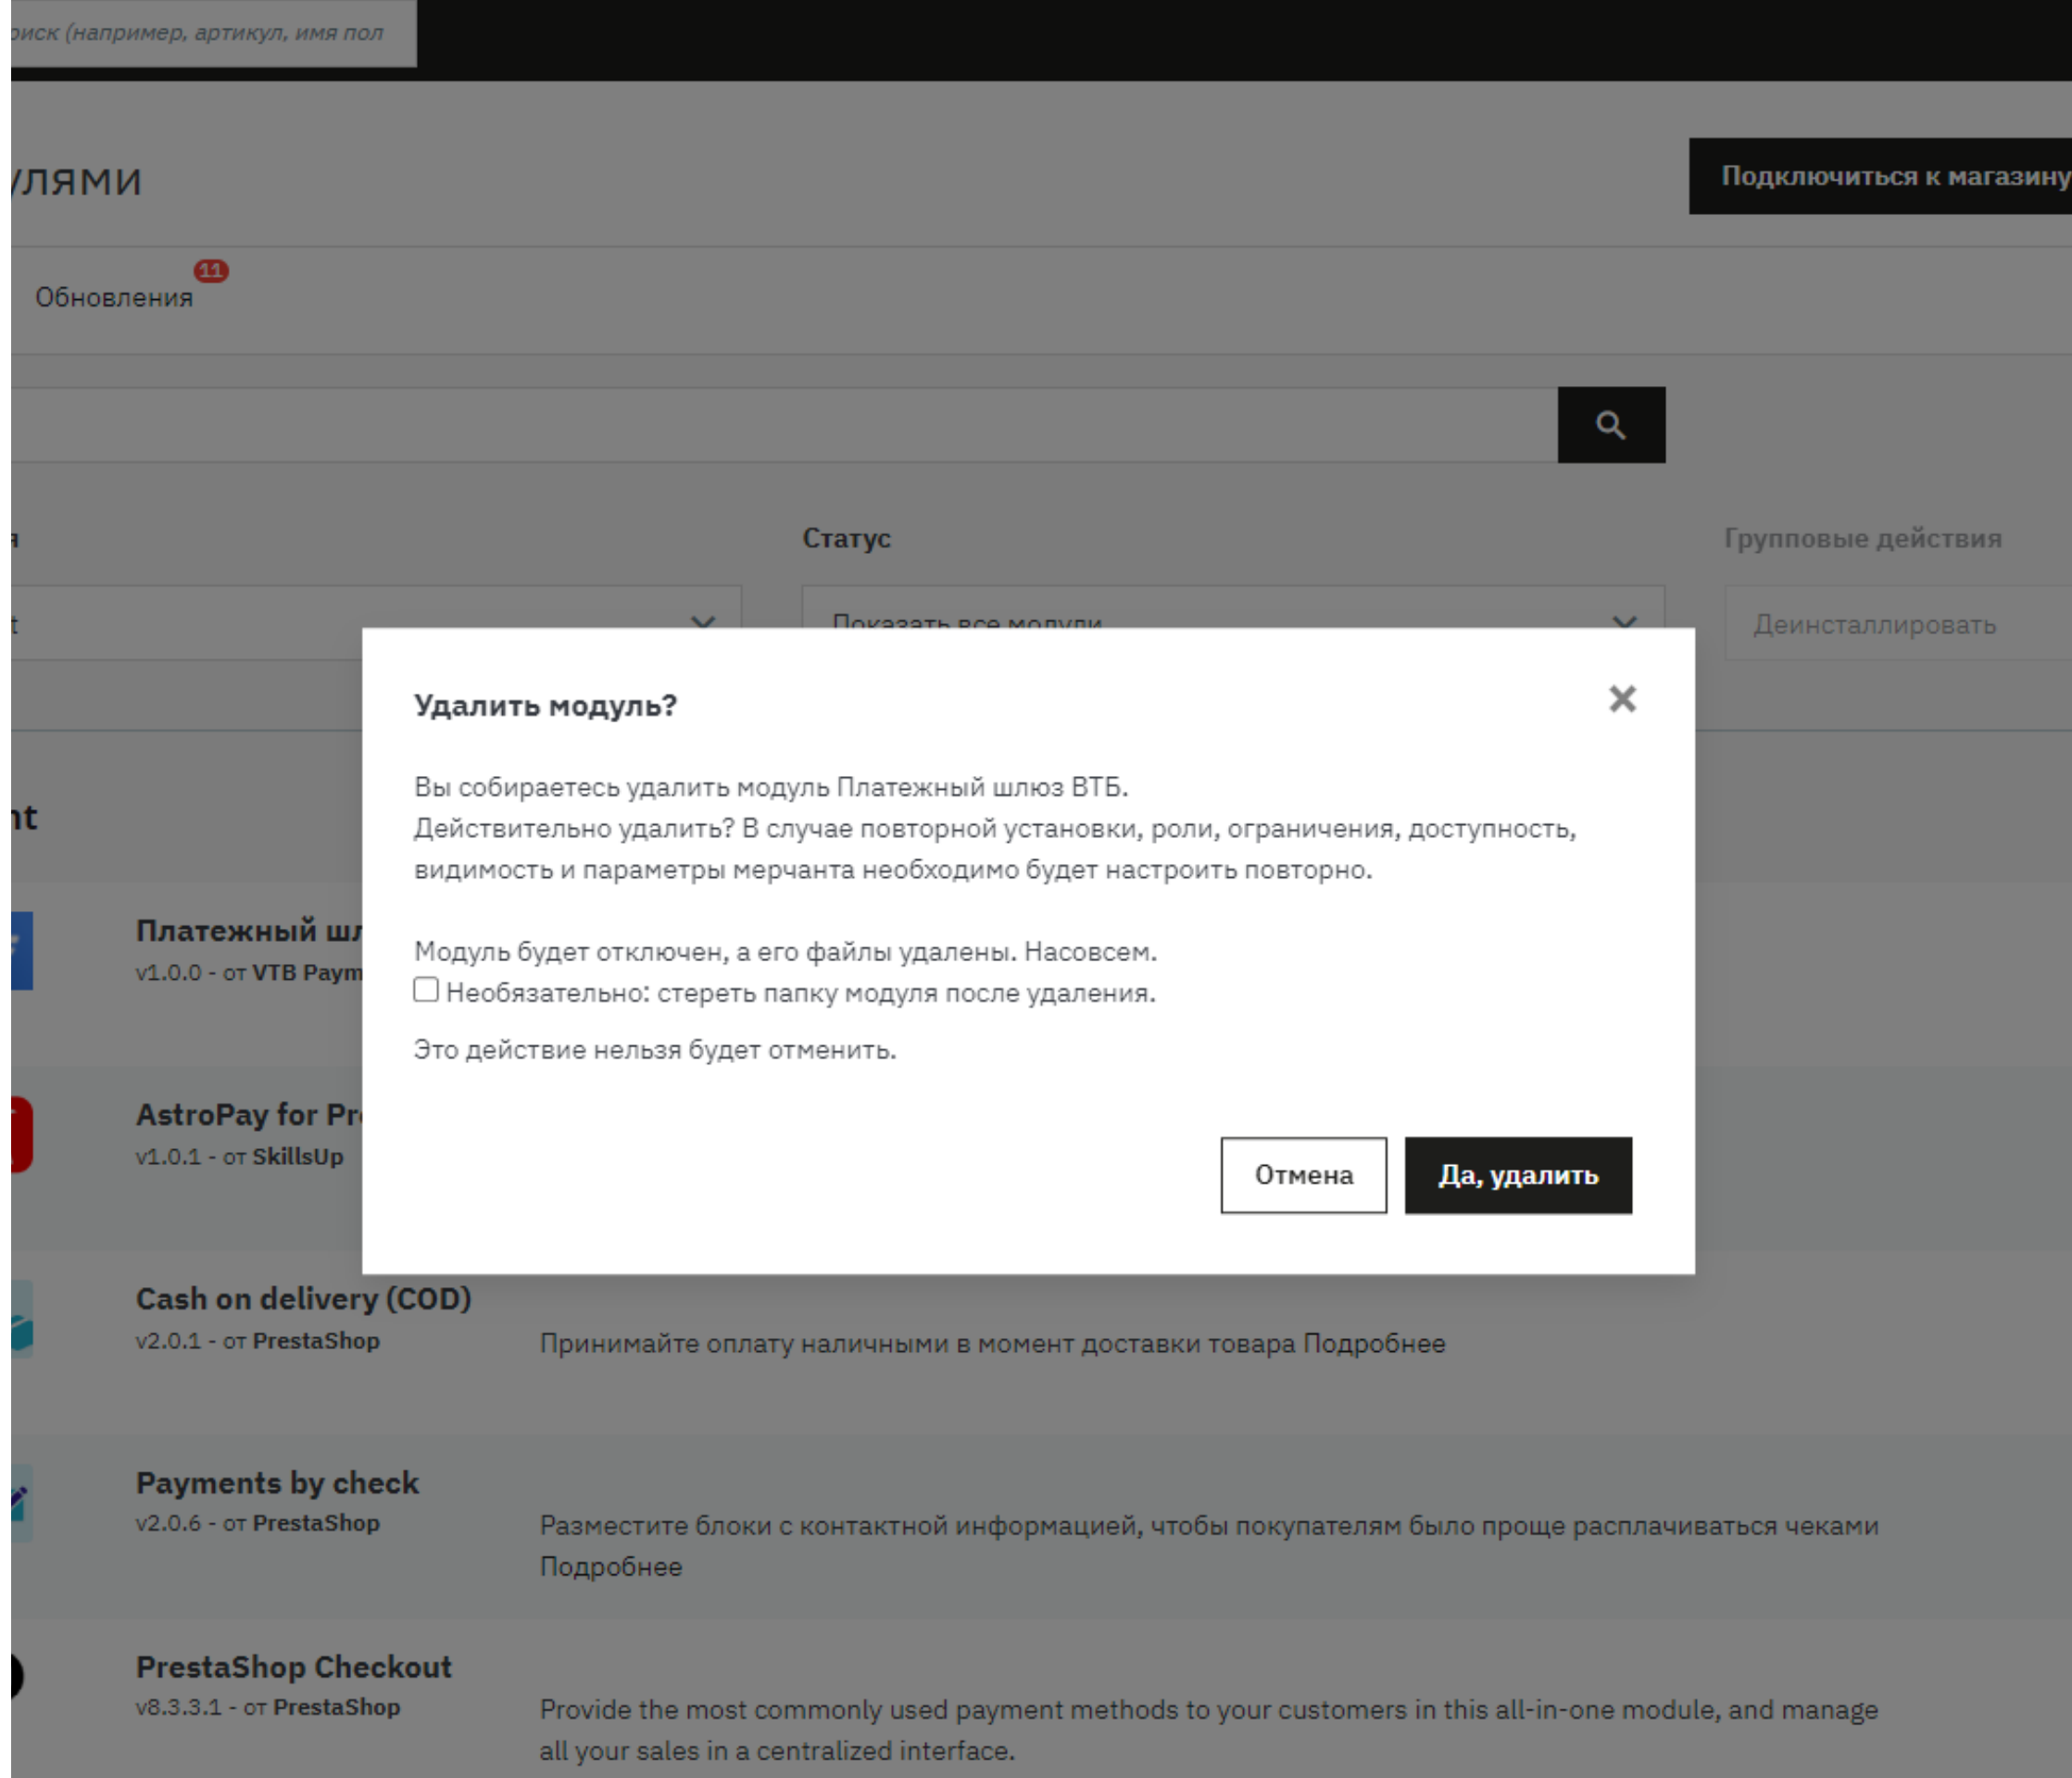 оиск (например, артикул, имя пол
улями
Подключиться к магазину
Обновления
11
Статус
Групповые действия
Показать все модули
Деинсталлировать
Удалить модуль?
Вы собираетесь удалить модуль Платежный шлюз ВТБ.
Действительно удалить? В случае повторной установки, роли, ограничения, доступность,
видимость и параметры мерчанта необходимо будет настроить повторно.
Модуль будет отключен, а его файлы удалены. Насовсем.
Необязательно: стереть папку модуля после удаления.
Это действие нельзя будет отменить.
Отмена
Да, удалить
nt
Платежный шл
v1.0.0 - от VTB Paym
AstroPay for Pr
v1.0.1 - от SkillsUp
Cash on delivery (COD)
v2.0.1 - от PrestaShop
Принимайте оплату наличными в момент доставки товара Подробнее
Payments by check
v2.0.6 - от PrestaShop
Разместите блоки с контактной информацией, чтобы покупателям было проще расплачиваться чеками
Подробнее
PrestaShop Checkout
v8.3.3.1 - от PrestaShop
Provide the most commonly used payment methods to your customers in this all-in-one module, and manage
all your sales in a centralized interface.